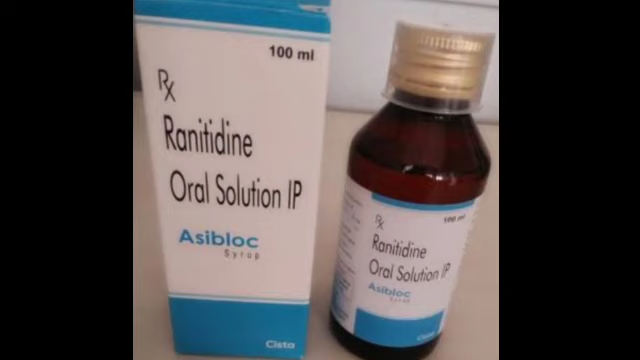 100 ml
Rx
Ranitidine
Oral Solution IP
Asibloc
Syrup
Cista
Rx
100 ml
Ranitidine
Oral Solution IP
Asibloc
Syrup
Cista